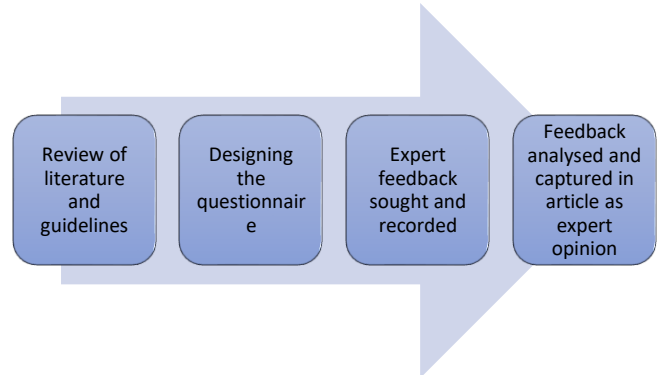 Review of
literature
and
guidelines
Designing
the
questionnair
e
Expert
feedback
sought and
recorded
Feedback
analysed and
captured in
article as
expert
opinion